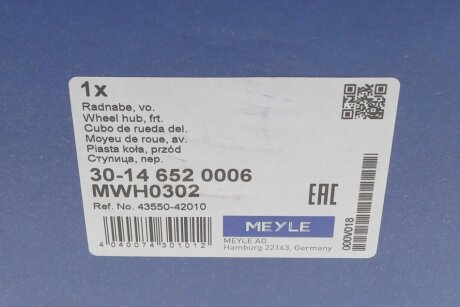 1x
Radnabe, vo.
Wheel hub, frt.
Cubo de rueda del.
Moyeu de roue, av.
Piasta koła, przód
Ступица, пер.
30-14 652 0006
MWH0302
Ref. No. 43550-42010
4 040074 301012
EAC
MEYLE
MEYLE AG
Hamburg 22143, Germany
000W018